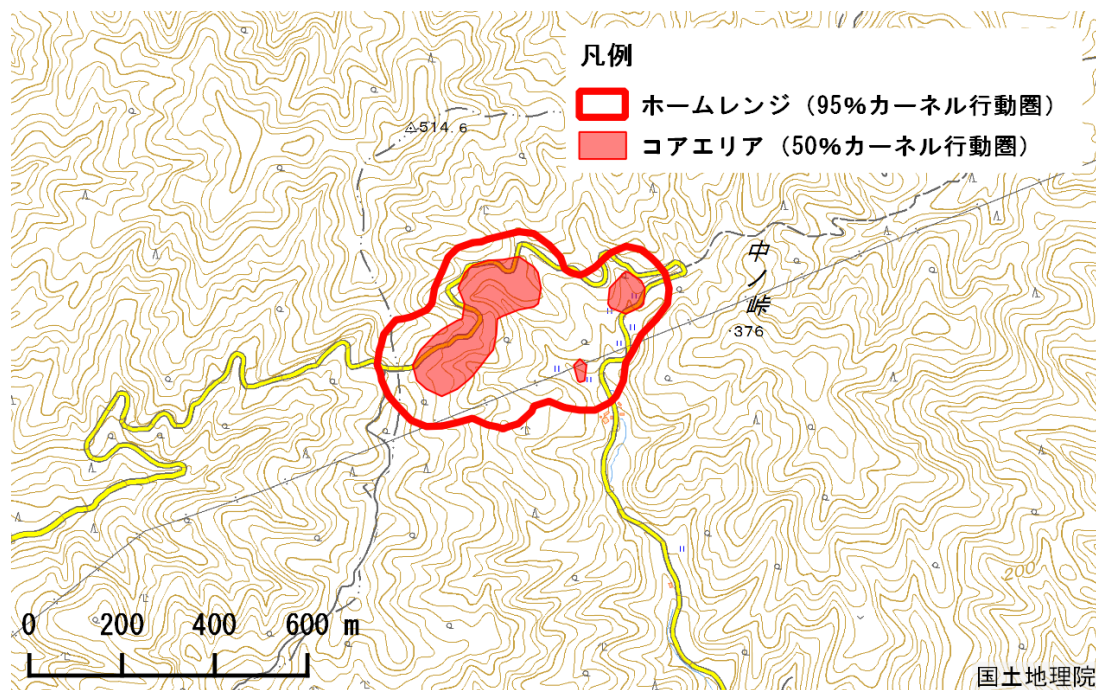 凡例
ホームレンジ（95%カーネル行動圏）
コアエリア（50%カーネル行動圏）
514.6
中ノ峠
376
200
0 200 400 600 m
国土地理院